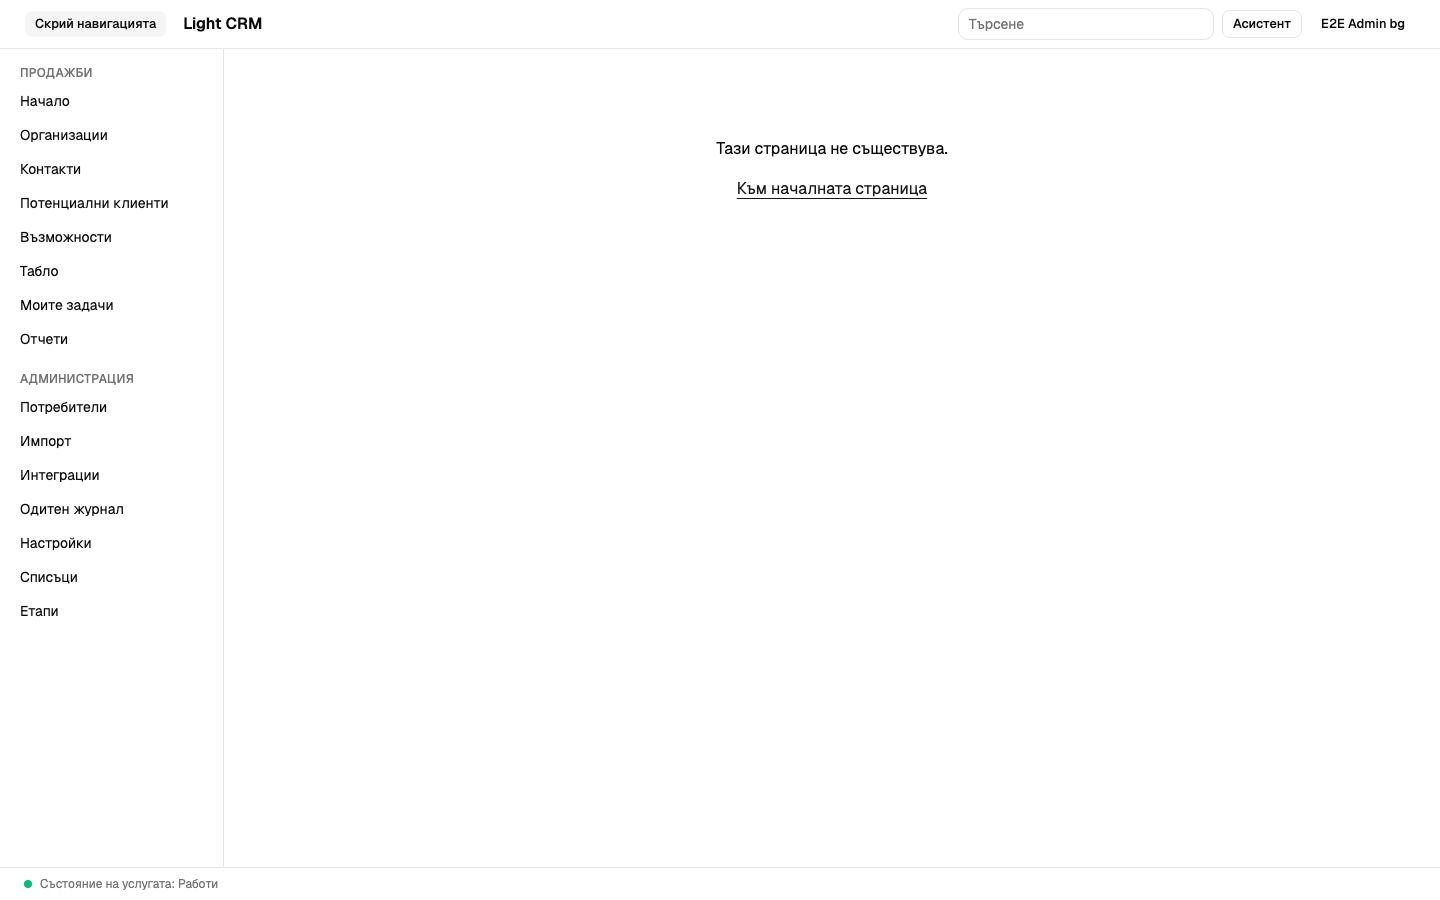 Скрий навигацията
Light CRM
Търсене
Асистент
E2E Admin bg
ПРОДАЖБИ
Начало
Организации
Контакти
Потенциални клиенти
Възможности
Табло
Моите задачи
Отчети
АДМИНИСТРАЦИЯ
Потребители
Импорт
Интеграции
Одитен журнал
Настройки
Списъци
Етапи
Тази страница не съществува.
Към началната страница
Състояние на услугата: Работи